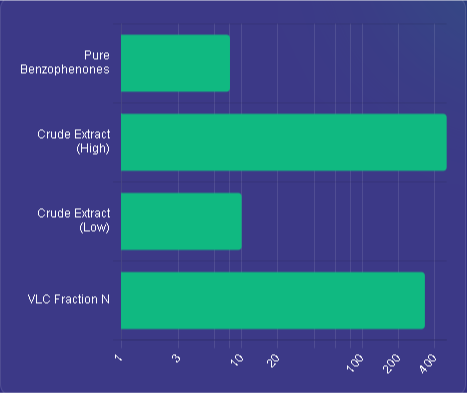 Pure
Benzophenones
Crude Extract
(High)
Crude Extract
(Low)
VLC Fraction N
1
3
10
20
100
200
400